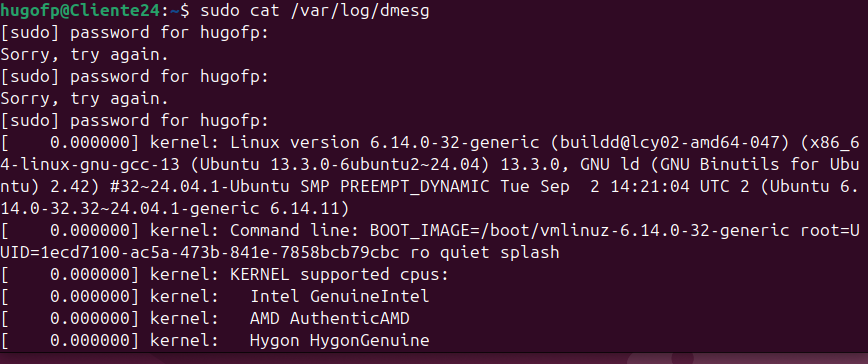 hugofp@Cliente24:~$ sudo cat /var/log/dmesg
[sudo] password for hugofp:
Sorry, try again.
[sudo] password for hugofp:
Sorry, try again.
[sudo] password for hugofp:
[    0.000000] kernel: Linux version 6.14.0-32-generic (buildd@lcy02-amd64-047) (x86_6
4-linux-gnu-gcc-13 (Ubuntu 13.3.0-6ubuntu2~24.04) 13.3.0, GNU ld (GNU Binutils for Ubu
ntu) 2.42) #32~24.04.1-Ubuntu SMP PREEMPT_DYNAMIC Tue Sep  2 14:21:04 UTC 2 (Ubuntu 6.
14.0-32.32~24.04.1-generic 6.14.11)
[    0.000000] kernel: Command line: BOOT_IMAGE=/boot/vmlinuz-6.14.0-32-generic root=U
UID=1ecd7100-ac5a-473b-841e-7858bcb79cbc ro quiet splash
[    0.000000] kernel: KERNEL supported cpus:
[    0.000000] kernel:   Intel GenuineIntel
[    0.000000] kernel:   AMD AuthenticAMD
[    0.000000] kernel:   Hygon HygonGenuine